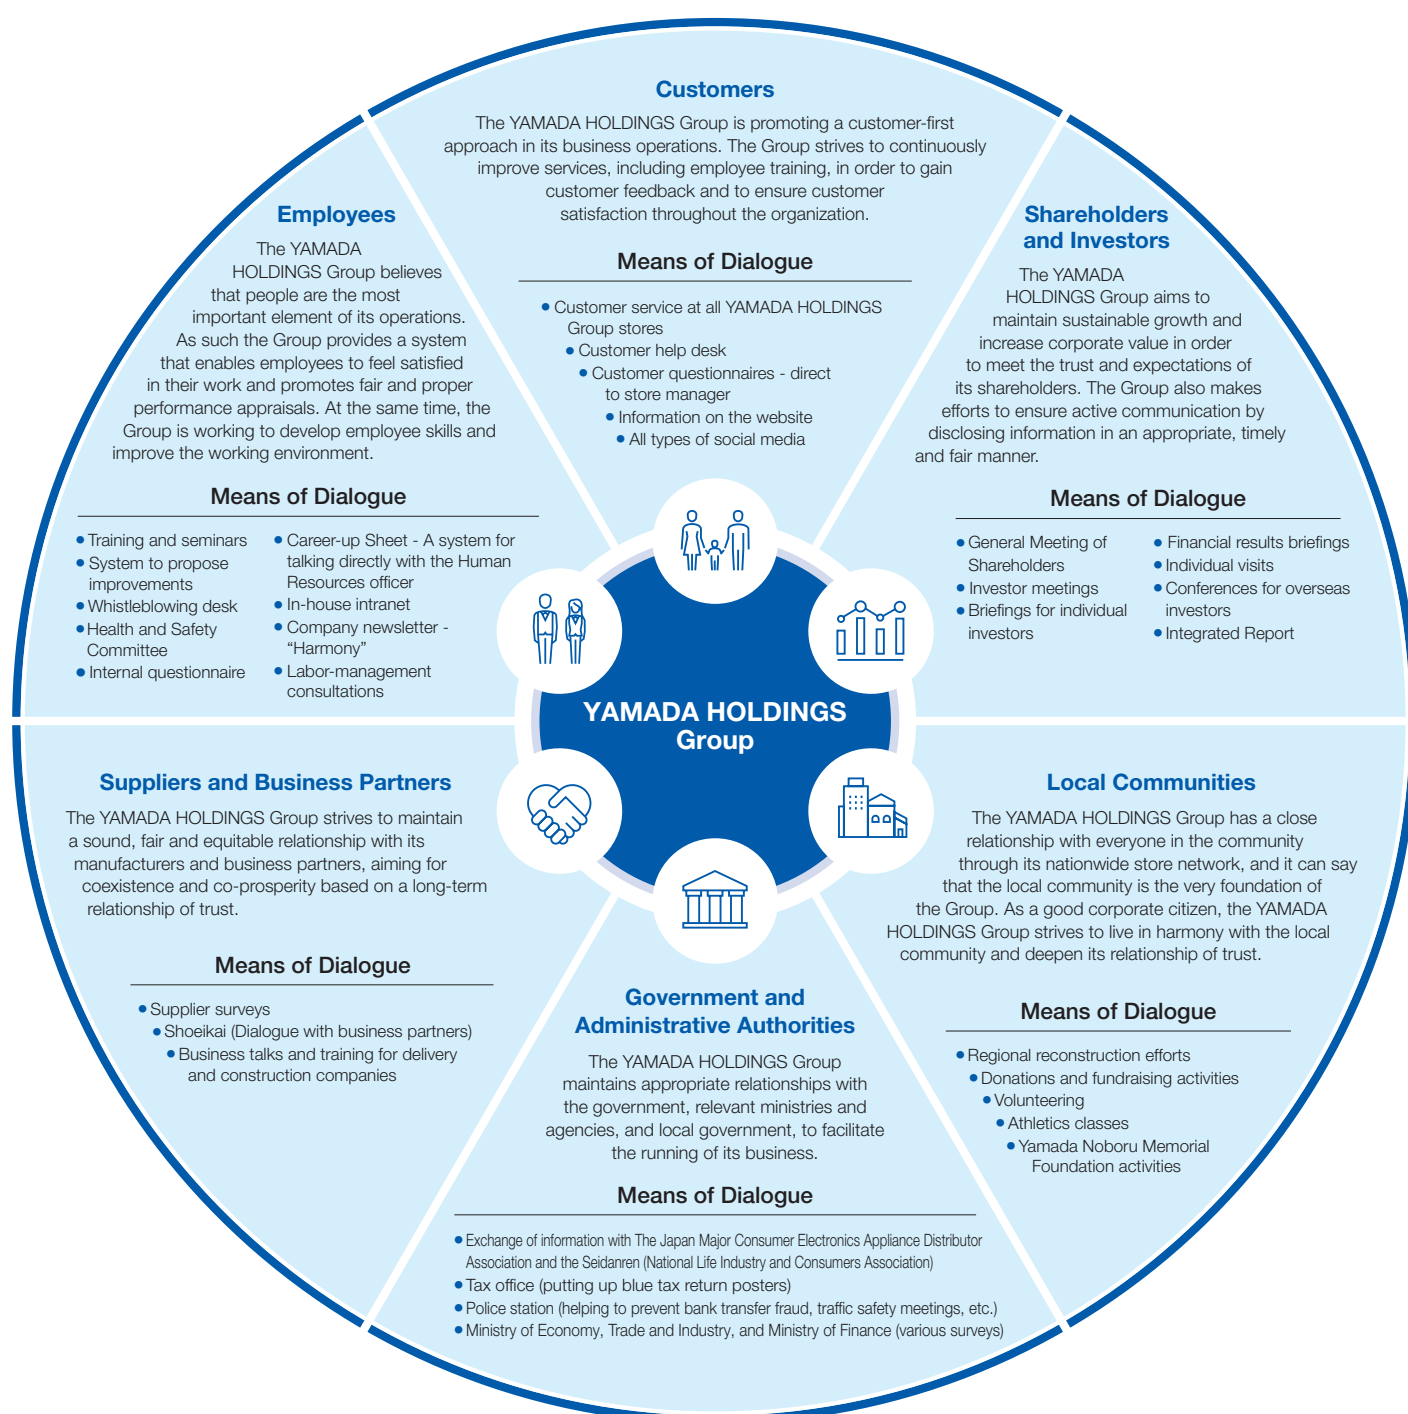 Customers
The YAMADA HOLDINGS Group is promoting a customer-first
approach in its business operations. The Group strives to continuously
improve services, including employee training, in order to gain
customer feedback and to ensure customer
satisfaction throughout the organization.
Means of Dialogue
• Customer service at all YAMADA HOLDINGS
Group stores
• Customer help desk
• Customer questionnaires - direct
to store manager
• Information on the website
• All types of social media
Employees
The YAMADA
HOLDINGS Group believes
that people are the most
important element of its operations.
As such the Group provides a system
that enables employees to feel satisfied
in their work and promotes fair and proper
performance appraisals. At the same time, the
Group is working to develop employee skills and
improve the working environment.
Means of Dialogue
• Training and seminars
• System to propose
improvements
• Whistleblowing desk
• Health and Safety
Committee
• Internal questionnaire
• Career-up Sheet - A system for
talking directly with the Human
Resources officer
• In-house intranet
• Company newsletter -
“Harmony”
• Labor-management
consultations
Shareholders
and Investors
The YAMADA
HOLDINGS Group aims to
maintain sustainable growth and
increase corporate value in order
to meet the trust and expectations of
its shareholders. The Group also makes
efforts to ensure active communication by
disclosing information in an appropriate, timely
and fair manner.
Means of Dialogue
• General Meeting of
Shareholders
• Investor meetings
• Briefings for individual
investors
• Financial results briefings
• Individual visits
• Conferences for overseas
investors
• Integrated Report
YAMADA HOLDINGS
Group
Suppliers and Business Partners
The YAMADA HOLDINGS Group strives to maintain
a sound, fair and equitable relationship with its
manufacturers and business partners, aiming for
coexistence and co-prosperity based on a long-term
relationship of trust.
Means of Dialogue
• Supplier surveys
• Shoeikai (Dialogue with business partners)
• Business talks and training for delivery
and construction companies
Government and
Administrative Authorities
The YAMADA HOLDINGS Group
maintains appropriate relationships with
the government, relevant ministries and
agencies, and local government, to facilitate
the running of its business.
Means of Dialogue
• Exchange of information with The Japan Major Consumer Electronics Appliance Distributor
Association and the Seidanren (National Life Industry and Consumers Association)
• Tax office (putting up blue tax return posters)
• Police station (helping to prevent bank transfer fraud, traffic safety meetings, etc.)
• Ministry of Economy, Trade and Industry, and Ministry of Finance (various surveys)
Local Communities
The YAMADA HOLDINGS Group has a close
relationship with everyone in the community
through its nationwide store network, and it can say
that the local community is the very foundation of
the Group. As a good corporate citizen, the YAMADA
HOLDINGS Group strives to live in harmony with the local
community and deepen its relationship of trust.
Means of Dialogue
• Regional reconstruction efforts
• Donations and fundraising activities
• Volunteering
• Athletics classes
• Yamada Noboru Memorial
Foundation activities